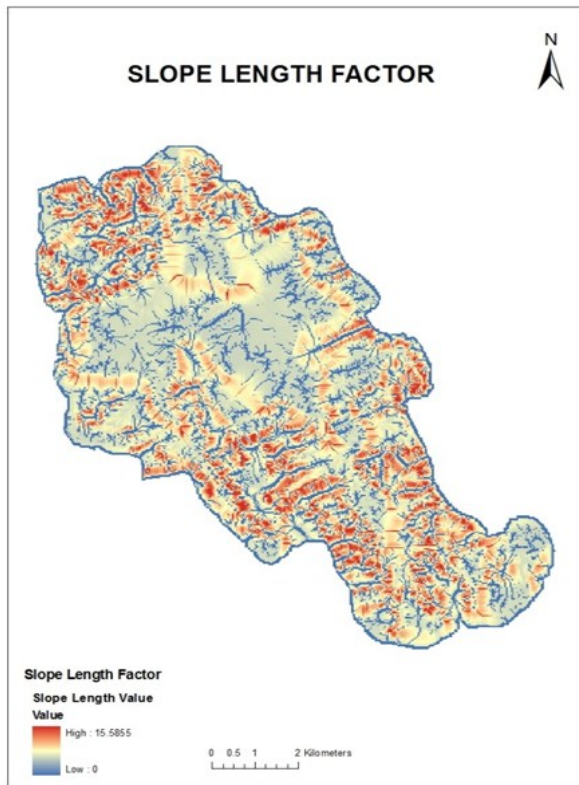 N
SLOPE LENGTH FACTOR
Slope Length Factor
Slope Length Value
Value
High : 15.5855
Low : 0
0 0.5 1 2 Kilometers